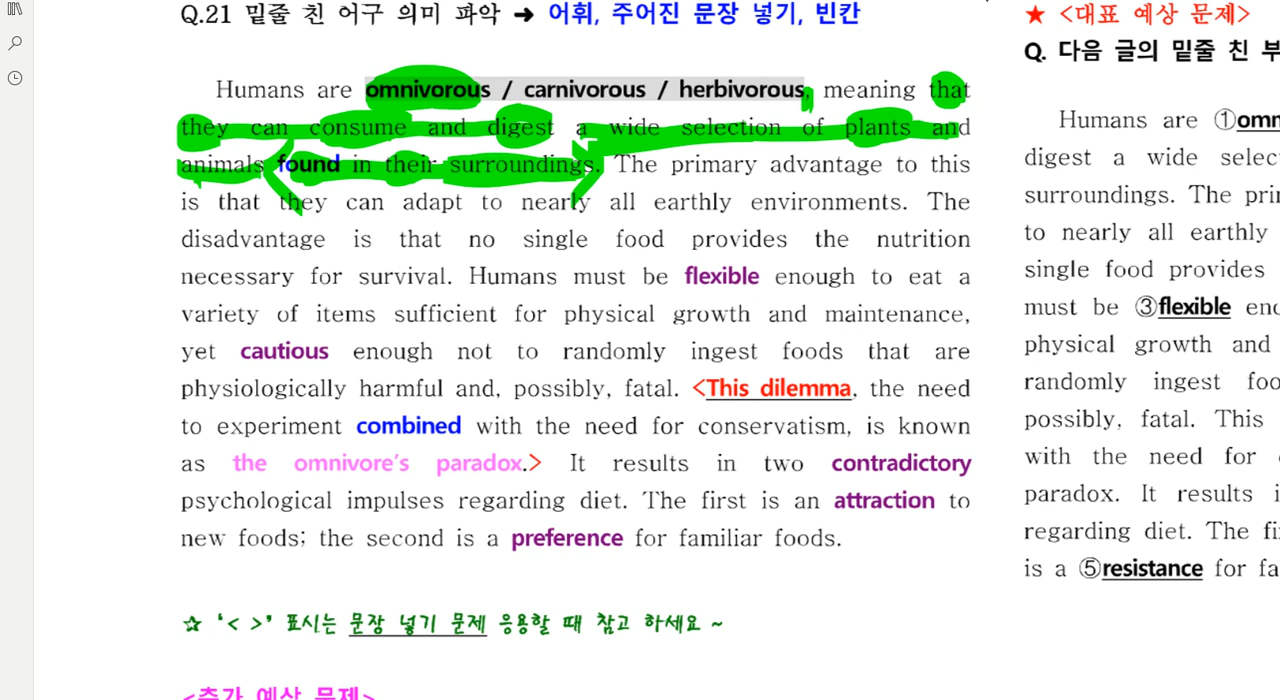 Q.21 밑줄 친 어구 의미 파악 → 어휘, 주어진 문장 넣기, 빈칸
Humans are omnivorous / carnivorous / herbivorous, meaning that
they can consume and digest a wide selection of plants and
animals found in their surroundings. The primary advantage to this
is that they can adapt to nearly all earthly environments. The
disadvantage is that no single food provides the nutrition
necessary for survival. Humans must be flexible enough to eat a
variety of items sufficient for physical growth and maintenance,
yet cautious enough not to randomly ingest foods that are
physiologically harmful and, possibly, fatal. <This dilemma, the need
to experiment combined with the need for conservatism, is known
as the omnivore's paradox.> It results in two contradictory
psychological impulses regarding diet. The first is an attraction to
new foods; the second is a preference for familiar foods.
☆ '< >' 표시는 문장 넣기 문제 응용할 때 참고 하세요 ~
<추가 예상 문제>
★ <대표 예상 문제>
Q. 다음 글의 밑줄 친 부
Humans are ①omn
digest a wide selec
surroundings. The prin
to nearly all earthly
single food provides
must be ③flexible eno
physical growth and
randomly ingest foo
possibly, fatal. This
with the need for
paradox. It results i
regarding diet. The fi
is a ⑤resistance for fa